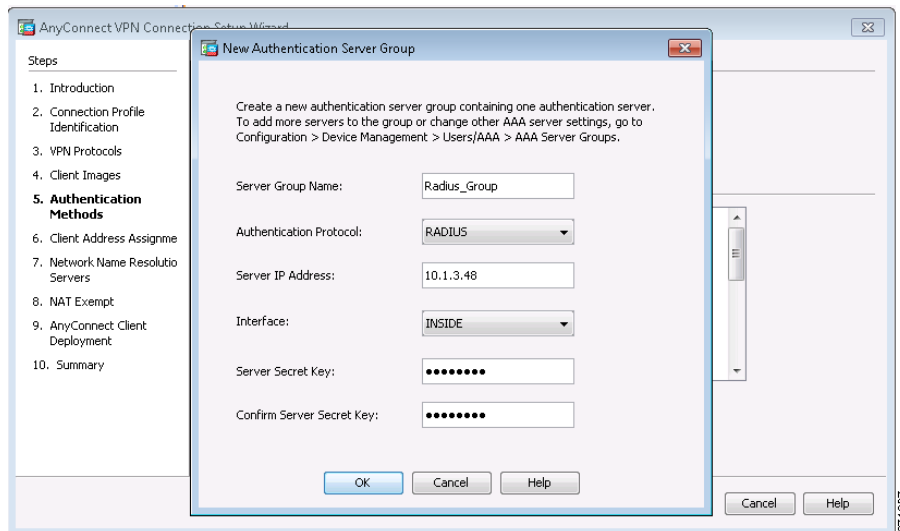 AnyConnect VPN Connection Setup Wizard
New Authentication Server Group
Steps
1. Introduction
2. Connection Profile
Identification
3. VPN Protocols
4. Client Images
5. Authentication
Methods
6. Client Address Assignme
7. Network Name Resolutio
Servers
8. NAT Exempt
9. AnyConnect Client
Deployment
10. Summary
Create a new authentication server group containing one authentication server.
To add more servers to the group or change other AAA server settings, go to
Configuration > Device Management > Users/AAA > AAA Server Groups.
Server Group Name: Radius_Group
Authentication Protocol: RADIUS
Server IP Address: 10.1.3.48
Interface: INSIDE
Server Secret Key: ••••••••
Confirm Server Secret Key: ••••••••
OK Cancel Help
Cancel Help